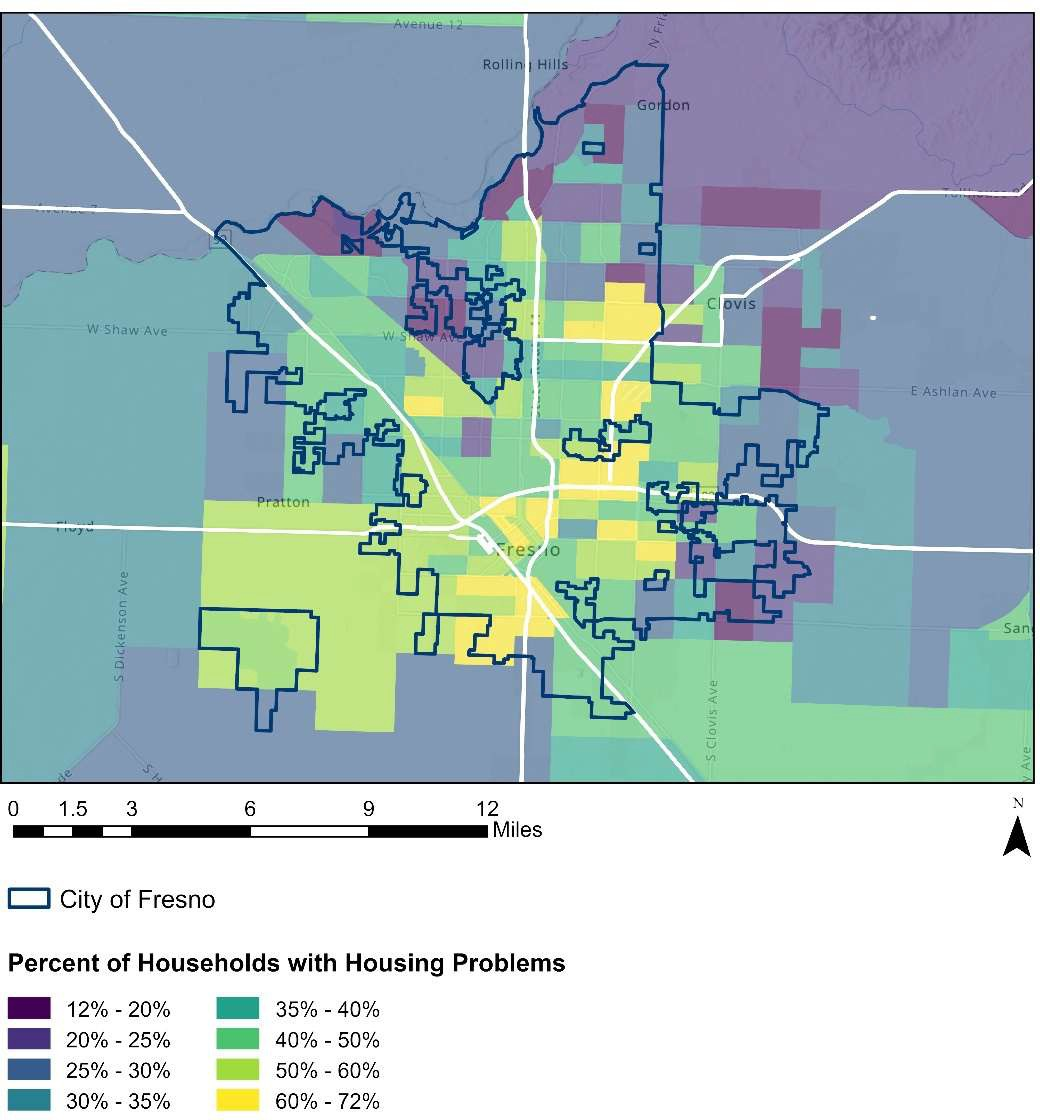 Avenue 12
Rolling Hills
Gordon
Avenue 7
W Shaw Ave
W Shaw Ave
Clovis
E Ashlan Ave
Pratton
Floyd
Fresno
S Dickenson Ave
S Clovis Ave
0 1.5 3 6 9 12
Miles
N
City of Fresno
Percent of Households with Housing Problems
12% - 20% 35% - 40%
20% - 25% 40% - 50%
25% - 30% 50% - 60%
30% - 35% 60% - 72%